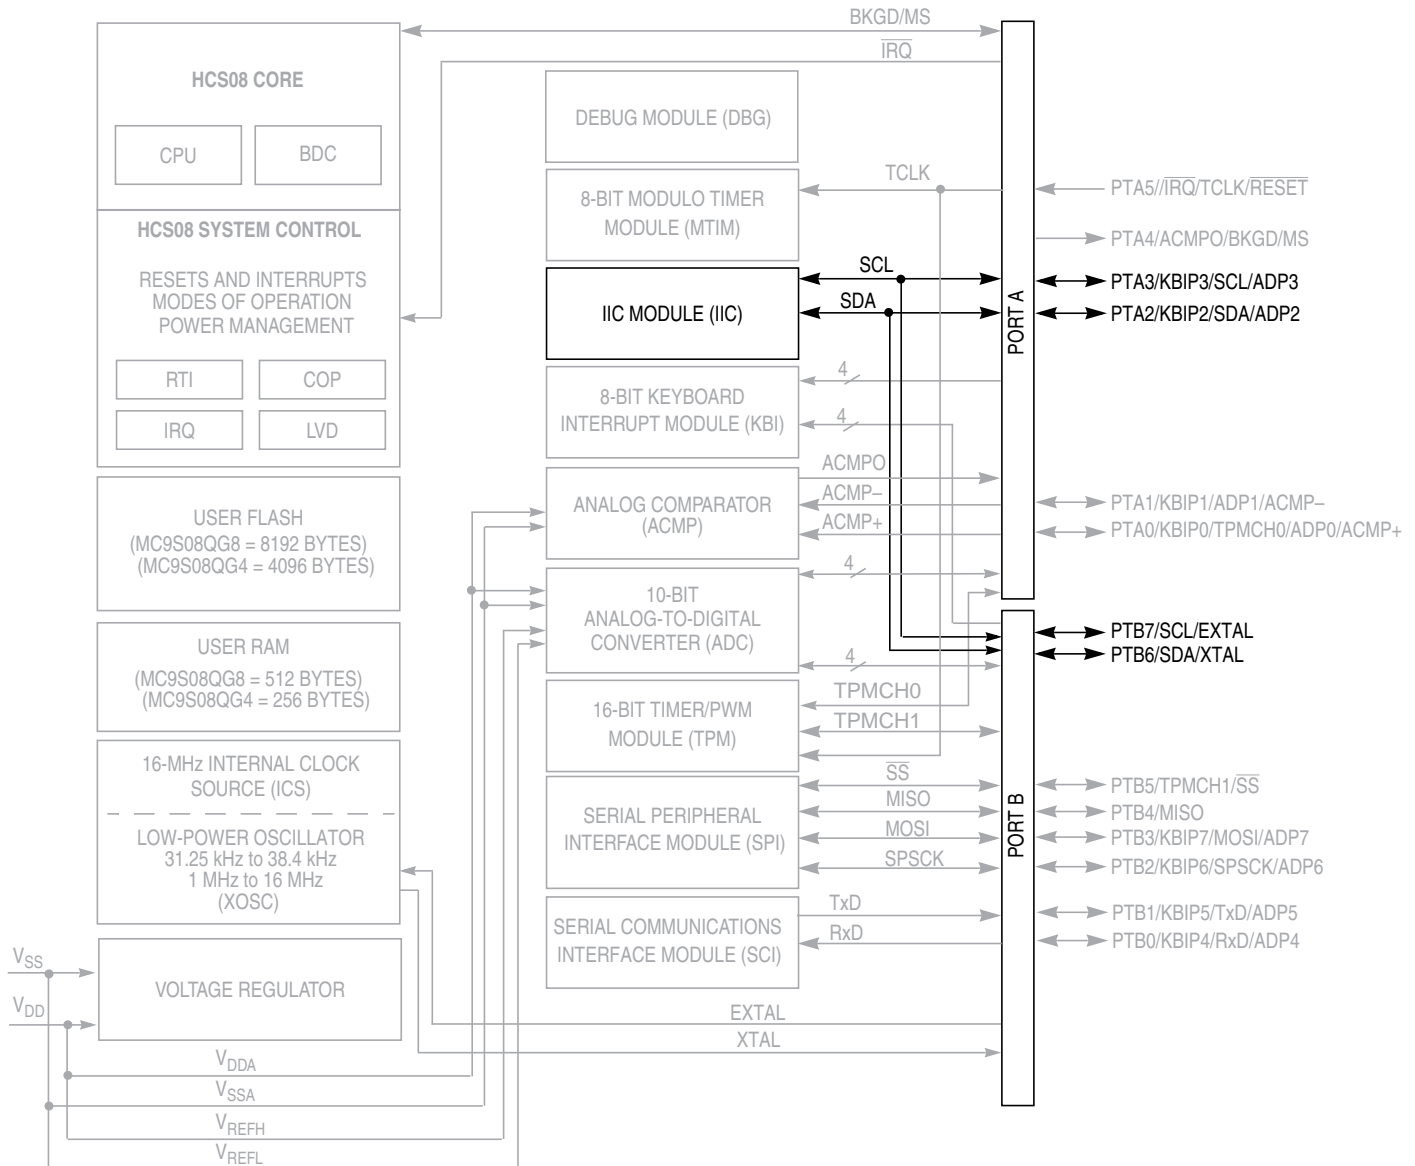 BKGD/MS
IRQ
HCS08 CORE
CPU
BDC
HCS08 SYSTEM CONTROL
RESETS AND INTERRUPTS
MODES OF OPERATION
POWER MANAGEMENT
RTI
COP
IRQ
LVD
USER FLASH
(MC9S08QG8 = 8192 BYTES)
(MC9S08QG4 = 4096 BYTES)
USER RAM
(MC9S08QG8 = 512 BYTES)
(MC9S08QG4 = 256 BYTES)
16-MHz INTERNAL CLOCK
SOURCE (ICS)
LOW-POWER OSCILLATOR
31.25 kHz to 38.4 kHz
1 MHz to 16 MHz
(XOSC)
VSS
VDD
VOLTAGE REGULATOR
VDDA
VSSA
VREFH
VREFL
DEBUG MODULE (DBG)
8-BIT MODULO TIMER
MODULE (MTIM)
TCLK
IIC MODULE (IIC)
SCL
SDA
8-BIT KEYBOARD
INTERRUPT MODULE (KBI)
4
4
ANALOG COMPARATOR
(ACMP)
ACMPO
ACMP–
ACMP+
10-BIT
ANALOG-TO-DIGITAL
CONVERTER (ADC)
4
4
16-BIT TIMER/PWM
MODULE (TPM)
TPMCH0
TPMCH1
SERIAL PERIPHERAL
INTERFACE MODULE (SPI)
SS
MISO
MOSI
SPSCK
SERIAL COMMUNICATIONS
INTERFACE MODULE (SCI)
TxD
RxD
EXTAL
XTAL
PORT A
PTA5//IRQ/TCLK/RESET
PTA4/ACMPO/BKGD/MS
PTA3/KBIP3/SCL/ADP3
PTA2/KBIP2/SDA/ADP2
PTA1/KBIP1/ADP1/ACMP–
PTA0/KBIP0/TPMCH0/ADP0/ACMP+
PORT B
PTB7/SCL/EXTAL
PTB6/SDA/XTAL
PTB5/TPMCH1/SS
PTB4/MISO
PTB3/KBIP7/MOSI/ADP7
PTB2/KBIP6/SPSCK/ADP6
PTB1/KBIP5/TxD/ADP5
PTB0/KBIP4/RxD/ADP4